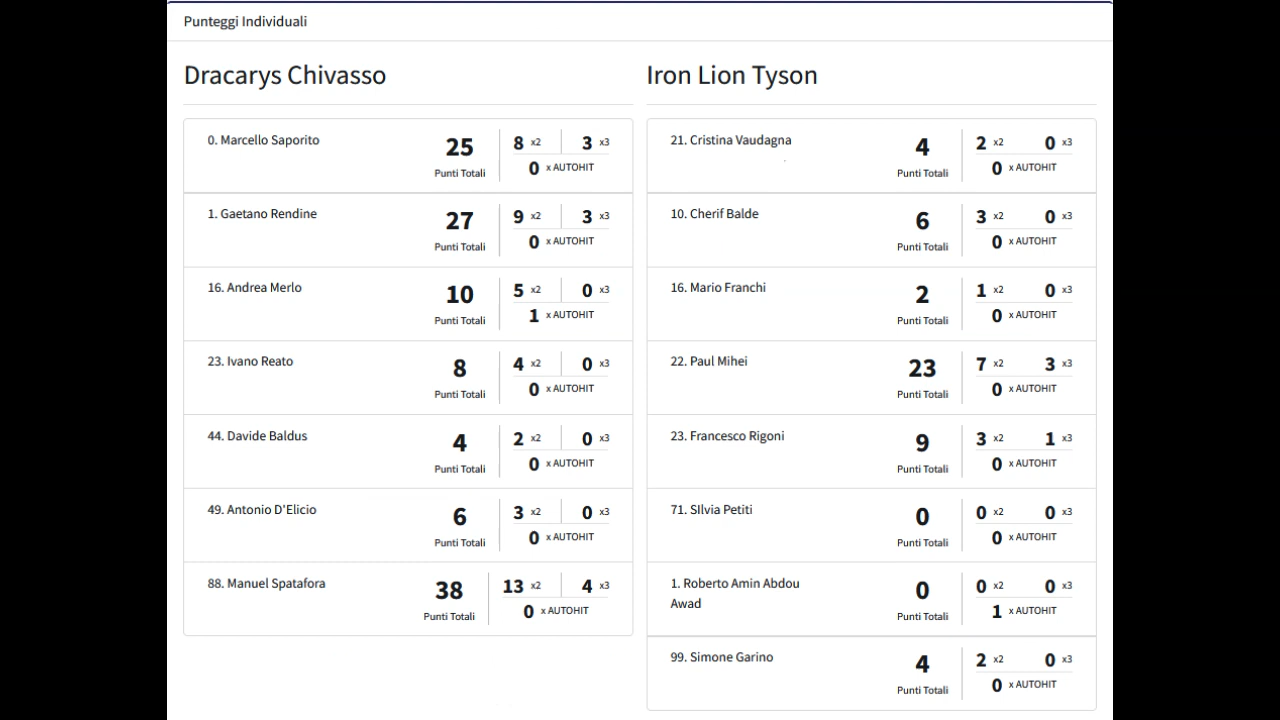 Punteggi Individuali
Dracarys Chivasso
0. Marcello Saporito
25
8 x2
3 x3
Punti Totali
0 x AUTOHIT
1. Gaetano Rendine
27
9 x2
3 x3
Punti Totali
0 x AUTOHIT
16. Andrea Merlo
10
5 x2
0 x3
Punti Totali
1 x AUTOHIT
23. Ivano Reato
8
4 x2
0 x3
Punti Totali
0 x AUTOHIT
44. Davide Baldus
4
2 x2
0 x3
Punti Totali
0 x AUTOHIT
49. Antonio D'Elicio
6
3 x2
0 x3
Punti Totali
0 x AUTOHIT
88. Manuel Spatafora
38
13 x2
4 x3
Punti Totali
0 x AUTOHIT
Iron Lion Tyson
21. Cristina Vaudagna
4
2 x2
0 x3
Punti Totali
0 x AUTOHIT
10. Cherif Balde
6
3 x2
0 x3
Punti Totali
0 x AUTOHIT
16. Mario Franchi
2
1 x2
0 x3
Punti Totali
0 x AUTOHIT
22. Paul Mihei
23
7 x2
3 x3
Punti Totali
0 x AUTOHIT
23. Francesco Rigoni
9
3 x2
1 x3
Punti Totali
0 x AUTOHIT
71. SIlvia Petiti
0
0 x2
0 x3
Punti Totali
0 x AUTOHIT
1. Roberto Amin Abdou
Awad
0
0 x2
0 x3
Punti Totali
1 x AUTOHIT
99. Simone Garino
4
2 x2
0 x3
Punti Totali
0 x AUTOHIT